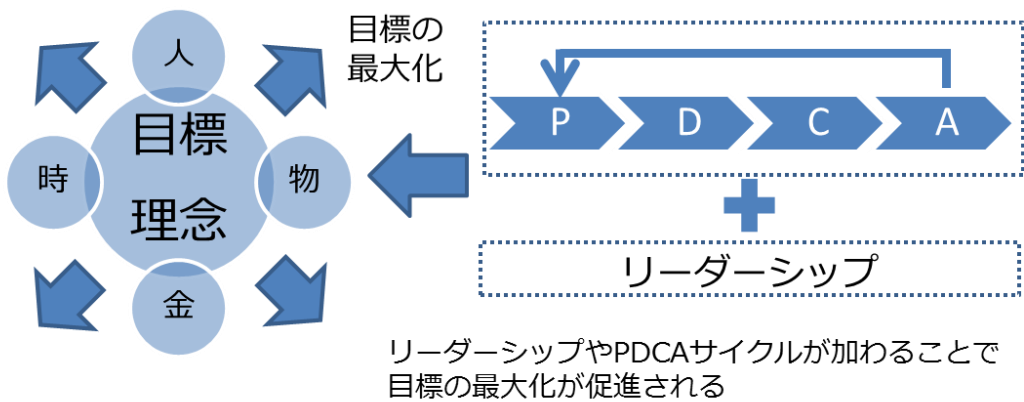 人
目標の
最大化
目標
理念
時
物
金
P
D
C
A
リーダーシップ
リーダーシップやPDCAサイクルが加わることで
目標の最大化が促進される